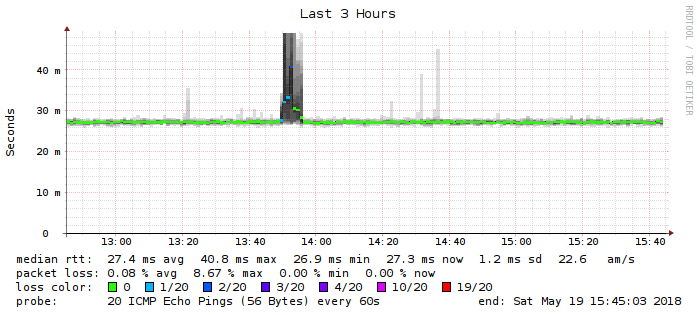 Last 3 Hours
RRDTOOL / TOBI OETIKER
Seconds
40 m
30 m
20 m
10 m
0
13:00 13:20 13:40 14:00 14:20 14:40 15:00 15:20 15:40
median rtt: 27.4 ms avg 40.8 ms max 26.9 ms min 27.3 ms now 1.2 ms sd 22.6 am/s
packet loss: 0.08 % avg 8.67 % max 0.00 % min 0.00 % now
loss color: 0 1/20 2/20 3/20 4/20 10/20 19/20
probe: 20 ICMP Echo Pings (56 Bytes) every 60s end: Sat May 19 15:45:03 2018